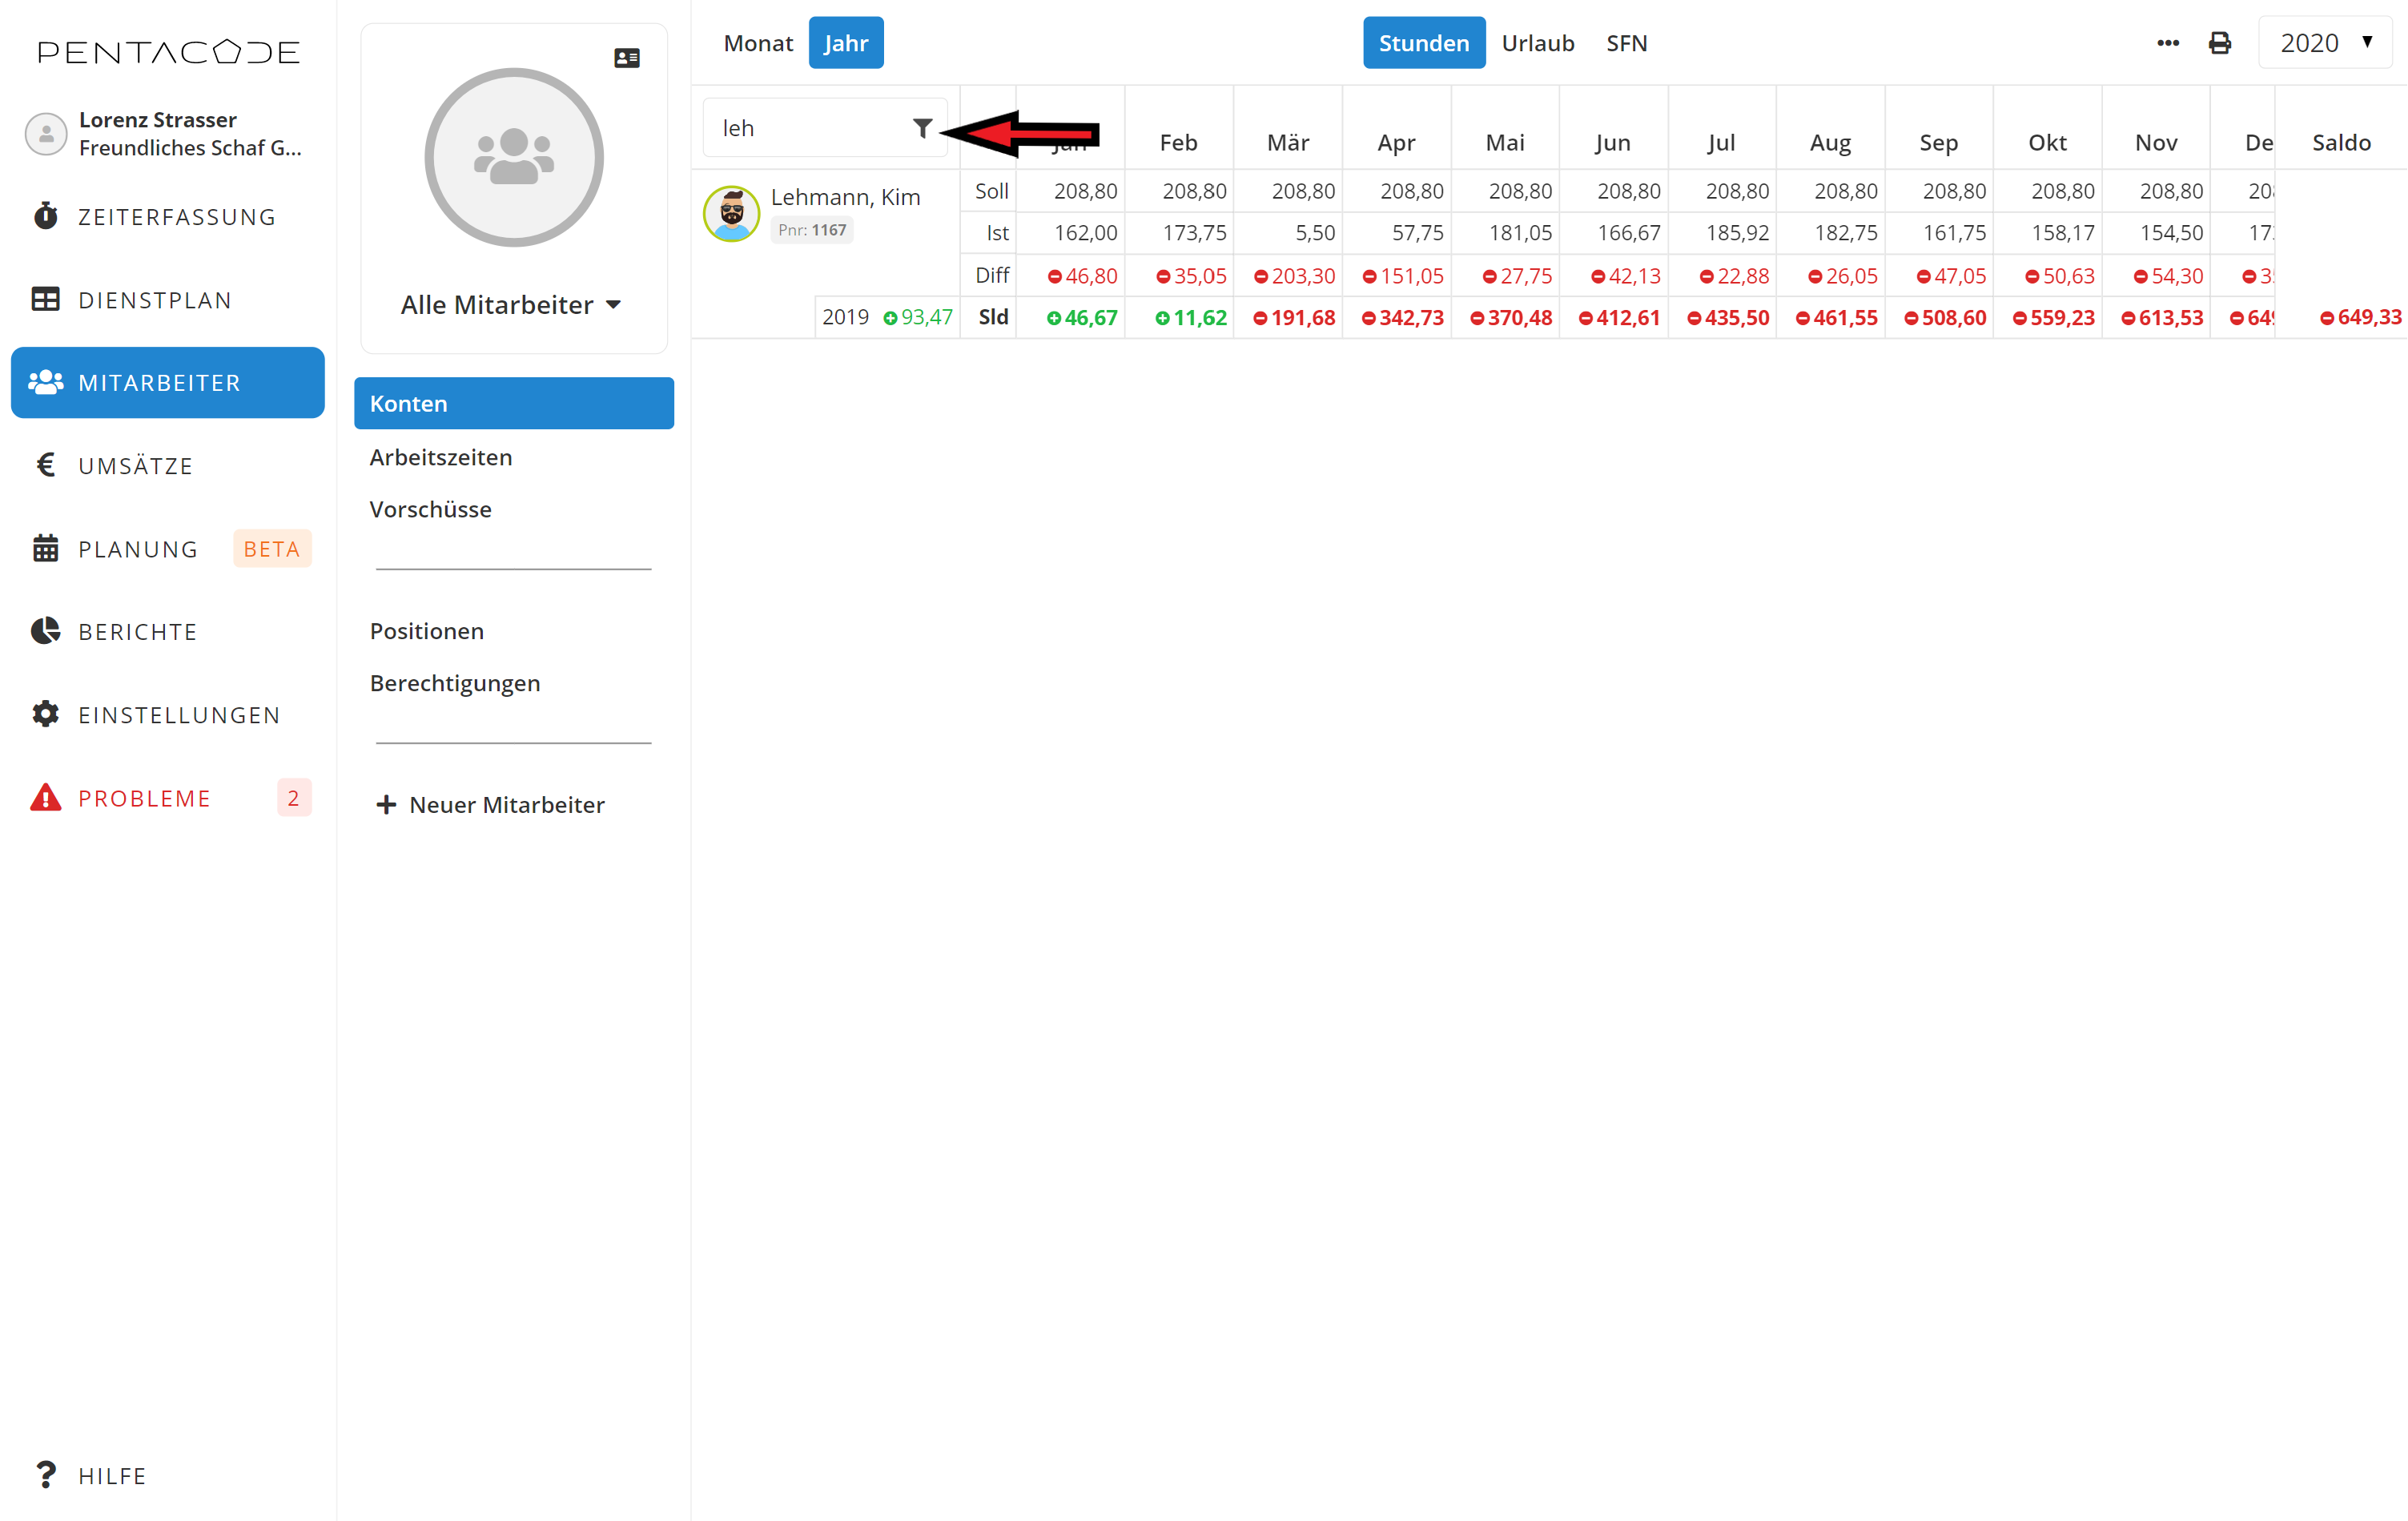 PENTACODE
Lorenz Strasser
Freundliches Schaf G...
ZEITERFASSUNG
DIENSTPLAN
MITARBEITER
UMSÄTZE
PLANUNG BETA
BERICHTE
EINSTELLUNGEN
PROBLEME 2
HILFE
Alle Mitarbeiter
Konten
Arbeitszeiten
Vorschüsse
Positionen
Berechtigungen
Neuer Mitarbeiter
Monat Jahr Stunden Urlaub SFN 2020
leh Jan Feb Mär Apr Mai Jun Jul Aug Sep Okt Nov De Saldo
Lehmann, Kim
Pnr: 1167
Soll 208,80 208,80 208,80 208,80 208,80 208,80 208,80 208,80 208,80 208,80 208,80
Ist 162,00 173,75 5,50 57,75 181,05 166,67 185,92 182,75 161,75 158,17 154,50
Diff 46,80 35,05 203,30 151,05 27,75 42,13 22,88 26,05 47,05 50,63 54,30
2019 93,47 Sld 46,67 11,62 191,68 342,73 370,48 412,61 435,50 461,55 508,60 559,23 613,53 649,33